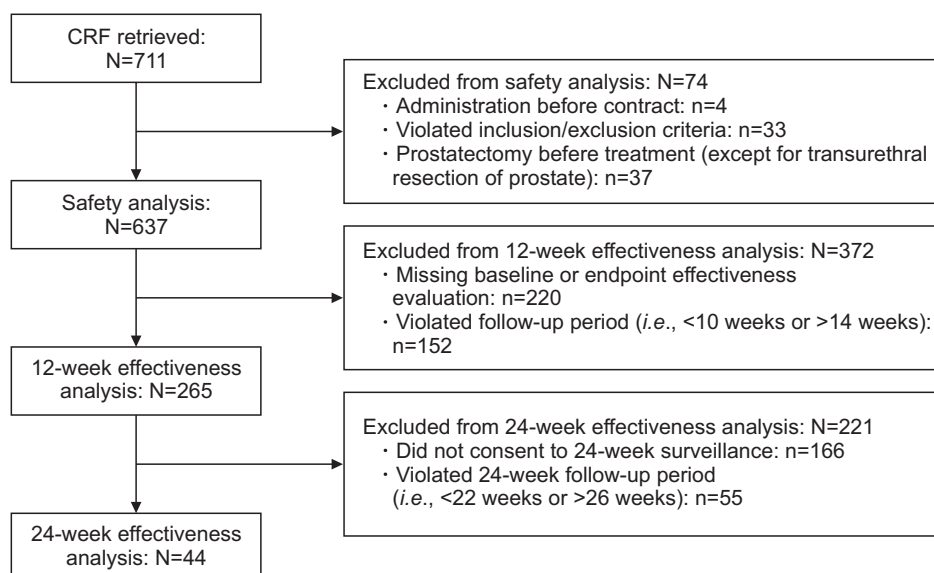 CRF retrieved:
N=711
Excluded from safety analysis: N=74
· Administration before contract: n=4
· Violated inclusion/exclusion criteria: n=33
· Prostatectomy befere treatment (except for transurethral
resection of prostate): n=37
Safety analysis:
N=637
Excluded from 12-week effectiveness analysis: N=372
· Missing baseline or endpoint effectiveness
evaluation: n=220
· Violated follow-up period (i.e., <10 weeks or >14 weeks):
n=152
12-week effectiveness
analysis: N=265
Excluded from 24-week effectiveness analysis: N=221
· Did not consent to 24-week surveillance: n=166
· Violated 24-week follow-up period
(i.e., <22 weeks or >26 weeks): n=55
24-week effectiveness
analysis: N=44